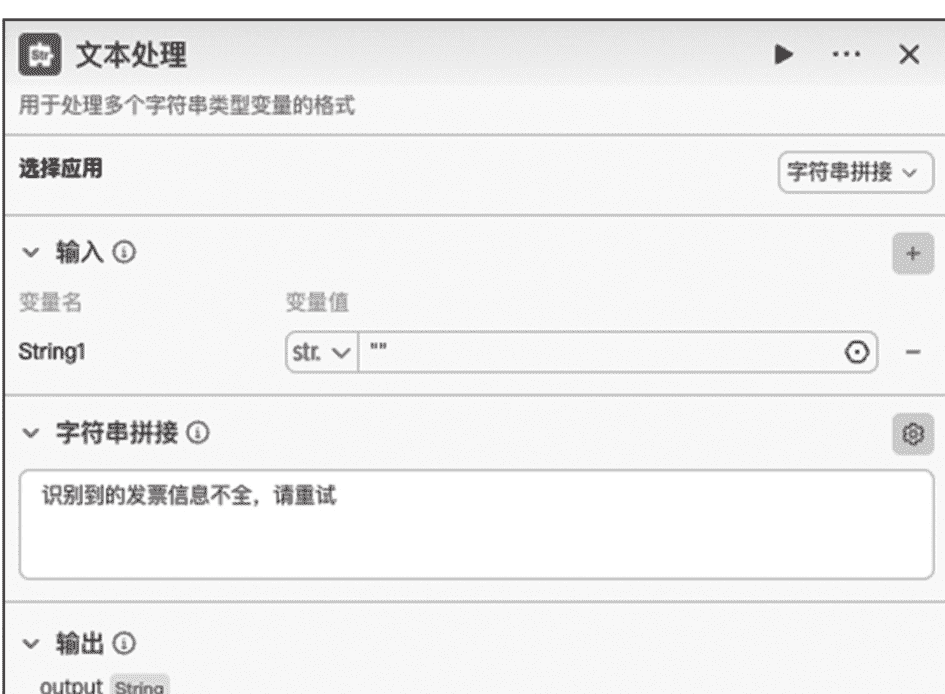 Str
文本处理
用于处理多个字符串类型变量的格式
选择应用 字符串拼接
输入
变量名 变量值
String1 str. ""
字符串拼接
识别到的发票信息不全，请重试
输出
output String